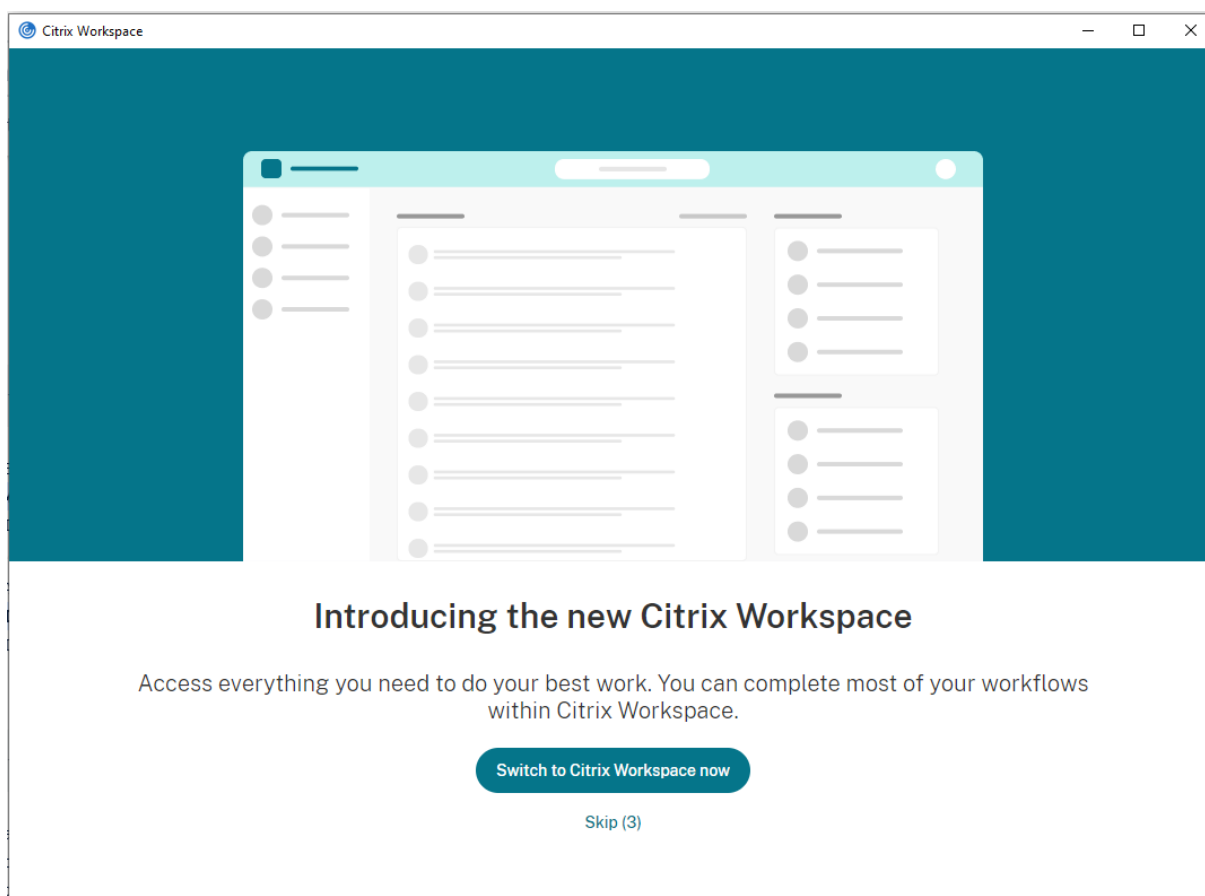 Citrix Workspace
Introducing the new Citrix Workspace
Access everything you need to do your best work. You can complete most of your workflows
within Citrix Workspace.
Switch to Citrix Workspace now
Skip (3)